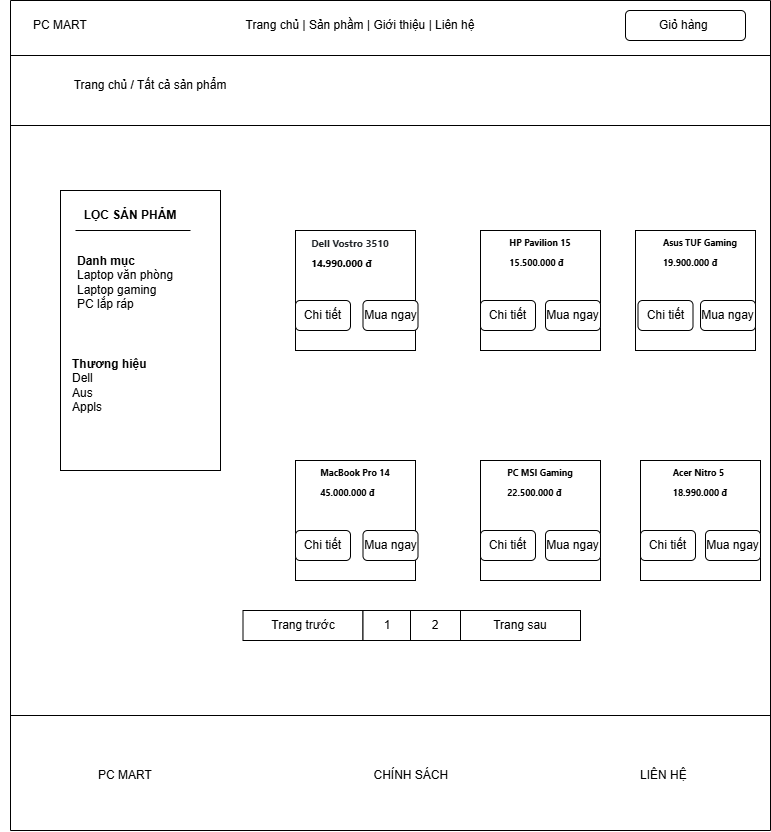 PC MART
Trang chủ | Sản phẩm | Giới thiệu | Liên hệ
Giỏ hàng
Trang chủ / Tất cả sản phẩm
LỌC SẢN PHẨM
Danh mục
Laptop văn phòng
Laptop gaming
PC lắp ráp
Thương hiệu
Dell
Aus
Appls
Dell Vostro 3510
14.990.000 đ
Chi tiết
Mua ngay
HP Pavilion 15
15.500.000 đ
Chi tiết
Mua ngay
Asus TUF Gaming
19.900.000 đ
Chi tiết
Mua ngay
MacBook Pro 14
45.000.000 đ
Chi tiết
Mua ngay
PC MSI Gaming
22.500.000 đ
Chi tiết
Mua ngay
Acer Nitro 5
18.990.000 đ
Chi tiết
Mua ngay
Trang trước
1
2
Trang sau
PC MART
CHÍNH SÁCH
LIÊN HỆ